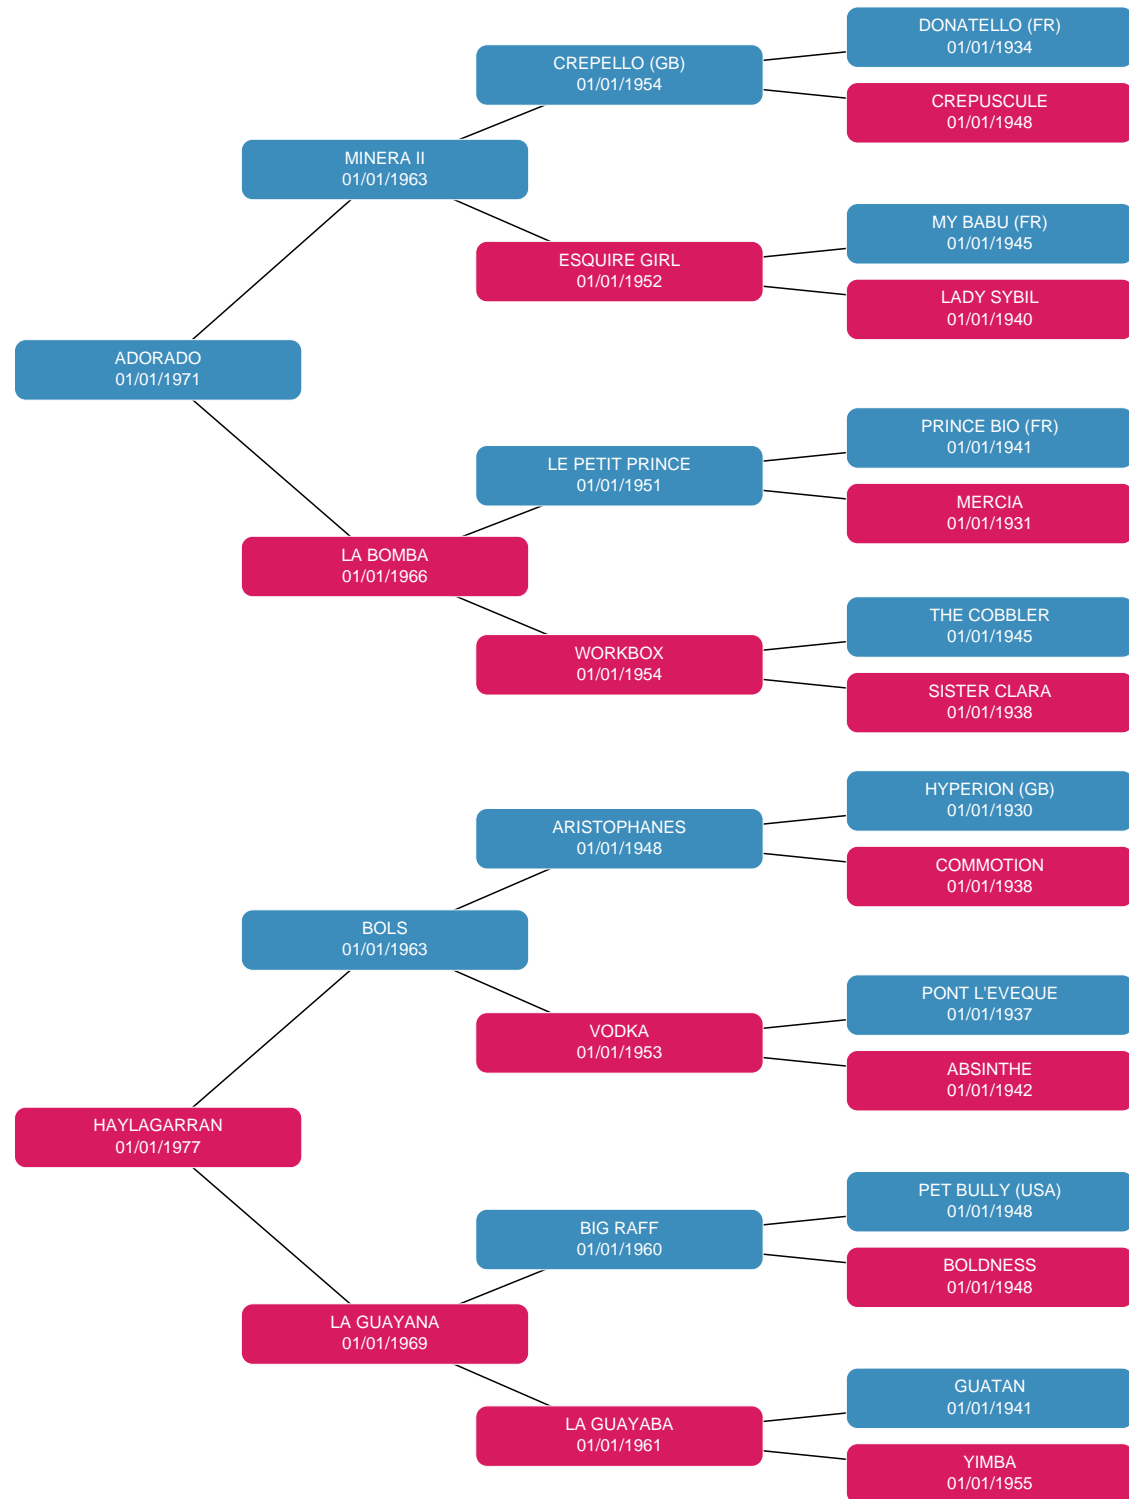 DONATELLO (FR)
01/01/1934
CREPELLO (GB)
01/01/1954
CREPUSCULE
01/01/1948
MINERA II
01/01/1963
MY BABU (FR)
01/01/1945
ESQUIRE GIRL
01/01/1952
LADY SYBIL
01/01/1940
ADORADO
01/01/1971
PRINCE BIO (FR)
01/01/1941
LE PETIT PRINCE
01/01/1951
MERCIA
01/01/1931
LA BOMBA
01/01/1966
THE COBBLER
01/01/1945
WORKBOX
01/01/1954
SISTER CLARA
01/01/1938
HYPERION (GB)
01/01/1930
ARISTOPHANES
01/01/1948
COMMOTION
01/01/1938
BOLS
01/01/1963
PONT L'EVEQUE
01/01/1937
VODKA
01/01/1953
ABSINTHE
01/01/1942
HAYLAGARRAN
01/01/1977
PET BULLY (USA)
01/01/1948
BIG RAFF
01/01/1960
BOLDNESS
01/01/1948
LA GUAYANA
01/01/1969
GUATAN
01/01/1941
LA GUAYABA
01/01/1961
YIMBA
01/01/1955